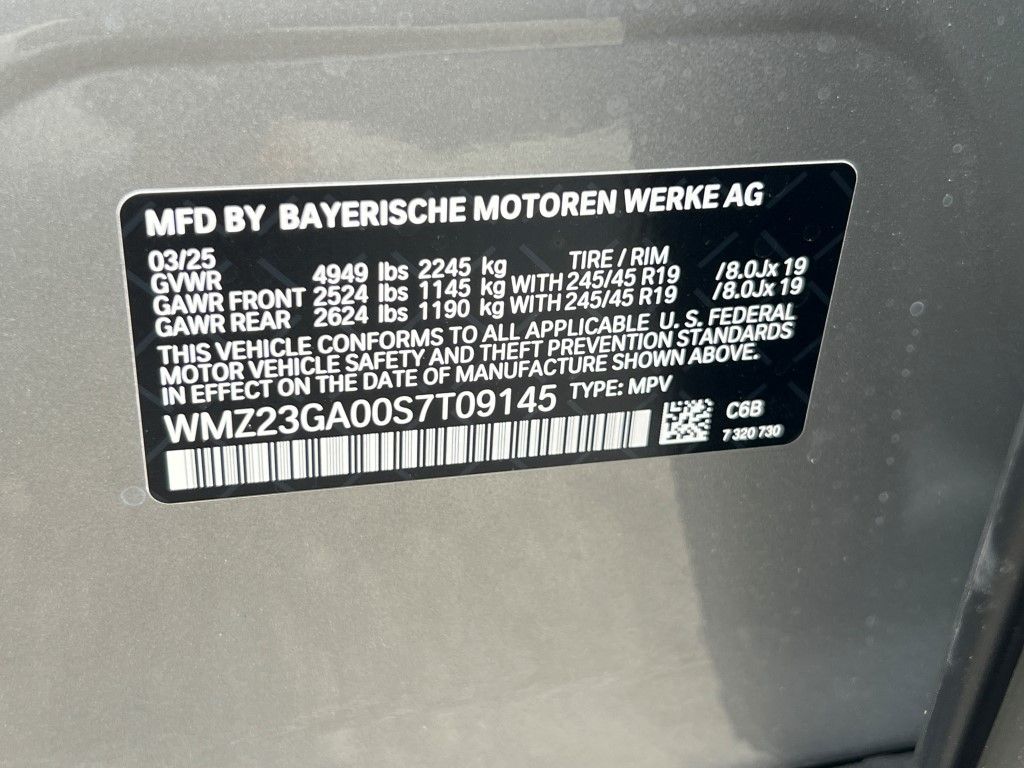 MFD BY BAYERISCHE MOTOREN WERKE AG
03/25 TIRE / RIM
GVWR 4949 lbs 2245 kg
GAWR FRONT 2524 lbs 1145 kg WITH 245/45 R19 /8.0Jx 19
GAWR REAR 2624 lbs 1190 kg WITH 245/45 R19 /8.0Jx 19
THIS VEHICLE CONFORMS TO ALL APPLICABLE U. S. FEDERAL
MOTOR VEHICLE SAFETY AND THEFT PREVENTION STANDARDS
IN EFFECT ON THE DATE OF MANUFACTURE SHOWN ABOVE.
WMZ23GA00S7T09145 TYPE: MPV
C6B
7 320 730